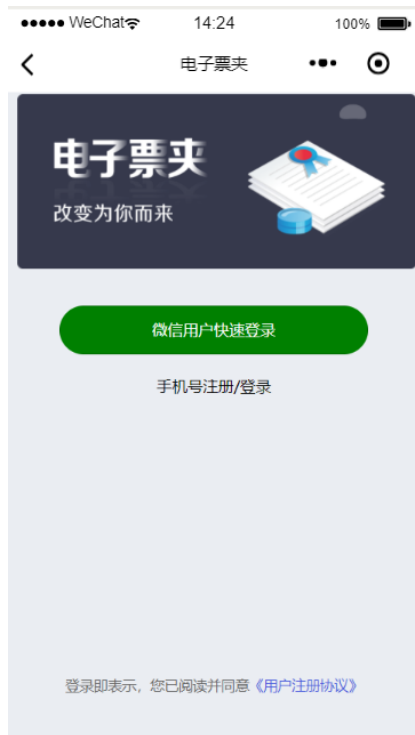 WeChat 14:24 100%
电子票夹
电子票夹
改变为你而来
微信用户快速登录
手机号注册/登录
登录即表示，您已阅读并同意《用户注册协议》